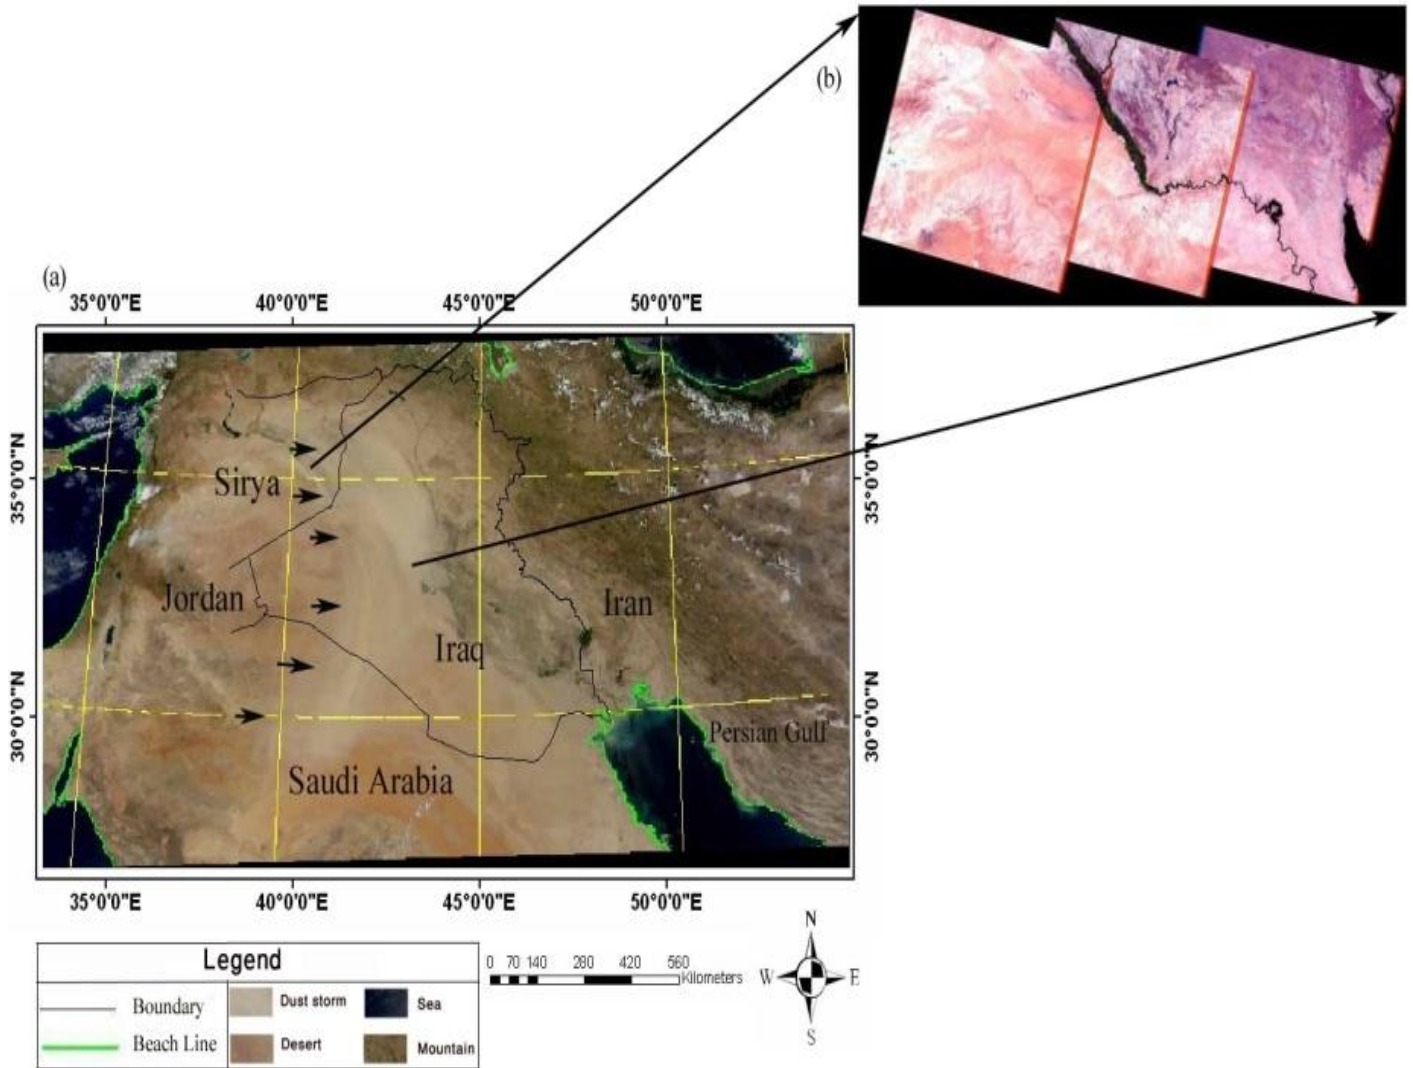 (b)
(a)
35°0'0"E 40°0'0"E 45°0'0"E 50°0'0"E
35°0'0"N
35°0'0"N
Sirya
Jordan
Iran
Iraq
30°0'0"N
30°0'0"N
Persian Gulf
Saudi Arabia
35°0'0"E 40°0'0"E 45°0'0"E 50°0'0"E
Legend
Boundary
Beach Line
Dust storm
Desert
Sea
Mountain
0 70 140 280 420 560
Kilometers
N
W E
S